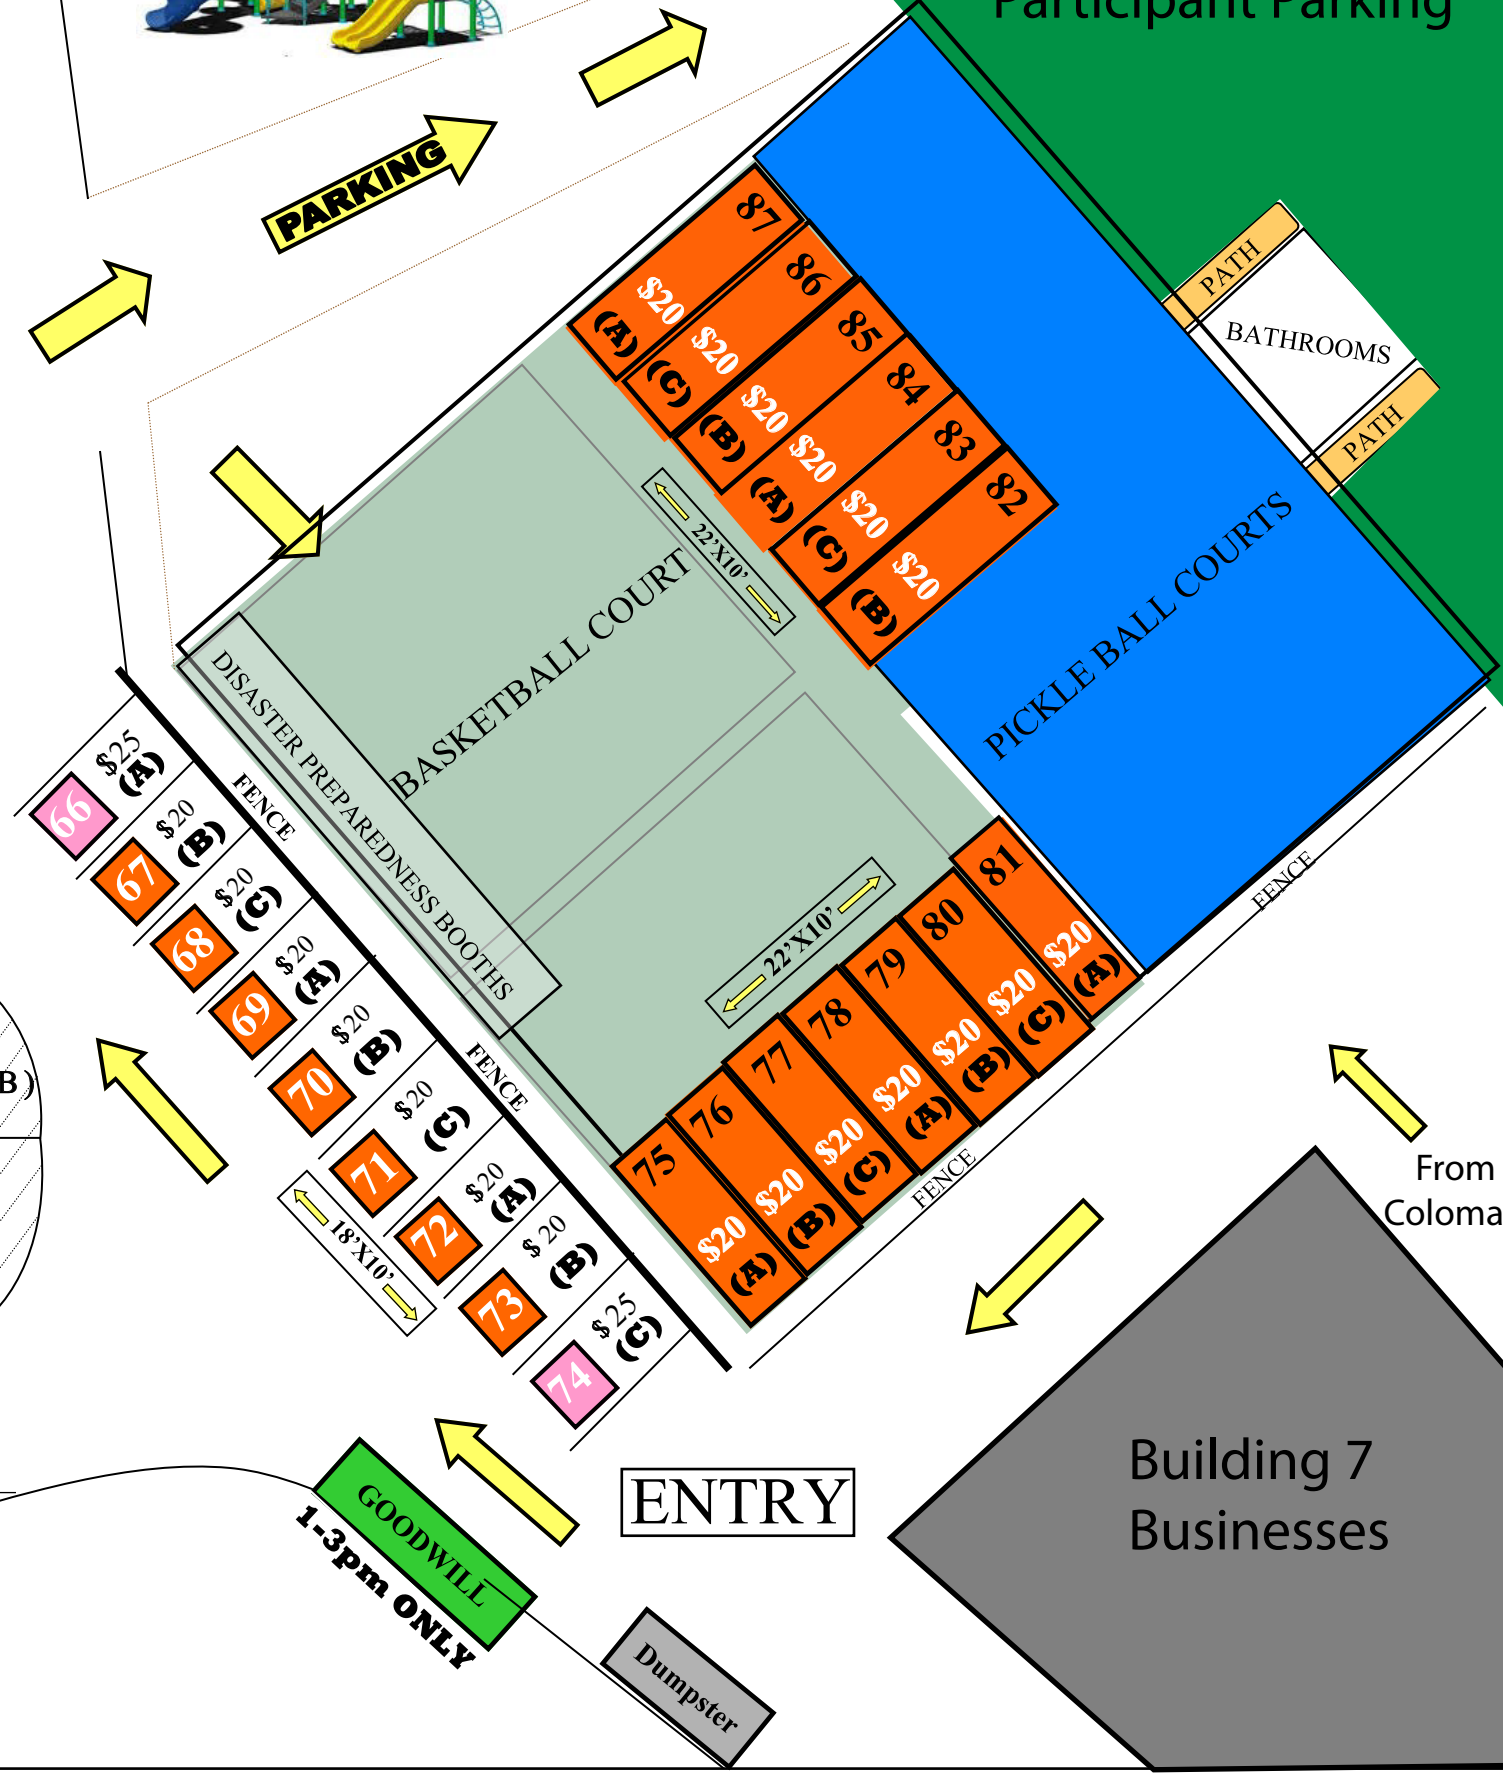 Participant Parking
PARKING
PATH
BATHROOMS
PATH
87
$20
(A)
86
$20
(C)
85
$20
(B)
84
$20
(A)
83
$20
(C)
82
$20
(B)
22'X10'
BASKETBALL COURT
PICKLE BALL COURTS
DISASTER PREPAREDNESS BOOTHS
FENCE
FENCE
FENCE
FENCE
66
$25
(A)
67
$20
(B)
68
$20
(C)
69
$20
(A)
70
$20
(B)
71
$20
(C)
72
$20
(A)
73
$20
(B)
74
$25
(C)
18'X10'
22'X10'
81
$20
(A)
80
$20
(C)
79
$20
(B)
78
$20
(A)
77
$20
(C)
76
$20
(B)
75
$20
(A)
B )
From
Coloma
ENTRY
GOODWILL
1-3pm ONLY
Dumpster
Building 7
Businesses